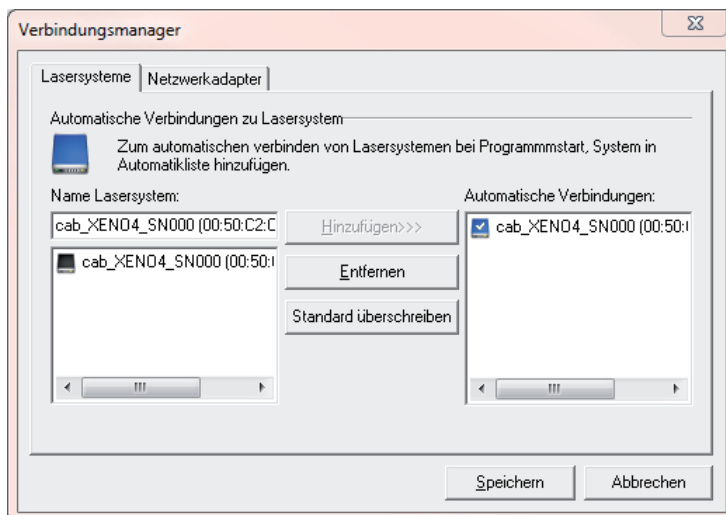 Verbindungsmanager
Lasersysteme
Netzwerkadapter
Automatische Verbindungen zu Lasersystem
Zum automatischen verbinden von Lasersystemen bei Programmmstart, System in
Automatikliste hinzufügen.
Name Lasersystem:
Automatische Verbindungen:
cab_XENO4_SN000 (00:50:C2:C
Hinzufügen>>>
cab_XENO4_SN000 (00:50:
cab_XENO4_SN000 (00:50:
Entfernen
Standard überschreiben
Speichern
Abbrechen